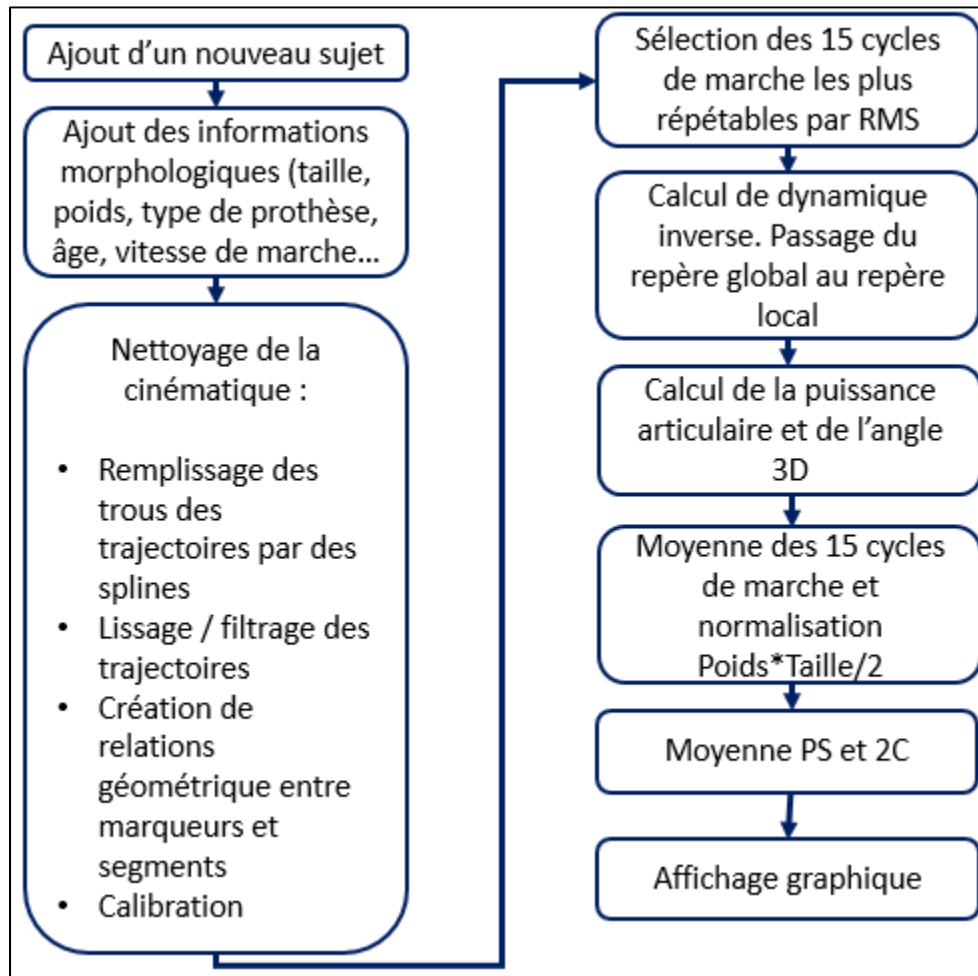 Ajout d’un nouveau sujet
Ajout des informations
morphologiques (taille,
poids, type de prothèse,
âge, vitesse de marche...
Nettoyage de la
cinématique :
• Remplissage des
trous des
trajectoires par des
splines
• Lissage / filtrage des
trajectoires
• Création de
relations
géométrique entre
marqueurs et
segments
• Calibration
Sélection des 15 cycles
de marche les plus
répétables par RMS
Calcul de dynamique
inverse. Passage du
repère global au repère
local
Calcul de la puissance
articulaire et de l’angle
3D
Moyenne des 15 cycles
de marche et
normalisation
Poids*Taille/2
Moyenne PS et 2C
Affichage graphique